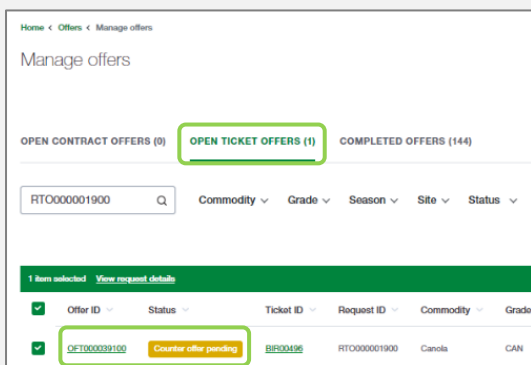 Home < Offers < Manage offers
Manage offers
OPEN CONTRACT OFFERS (0) OPEN TICKET OFFERS (1) COMPLETED OFFERS (144)
RTO000001900 Commodity Grade Season Site Status
1 item selected View request details
Offer ID Status Ticket ID Request ID Commodity Grade
OFT000039100 Counter offer pending BIR00496 RTO000001900 Canola CAN